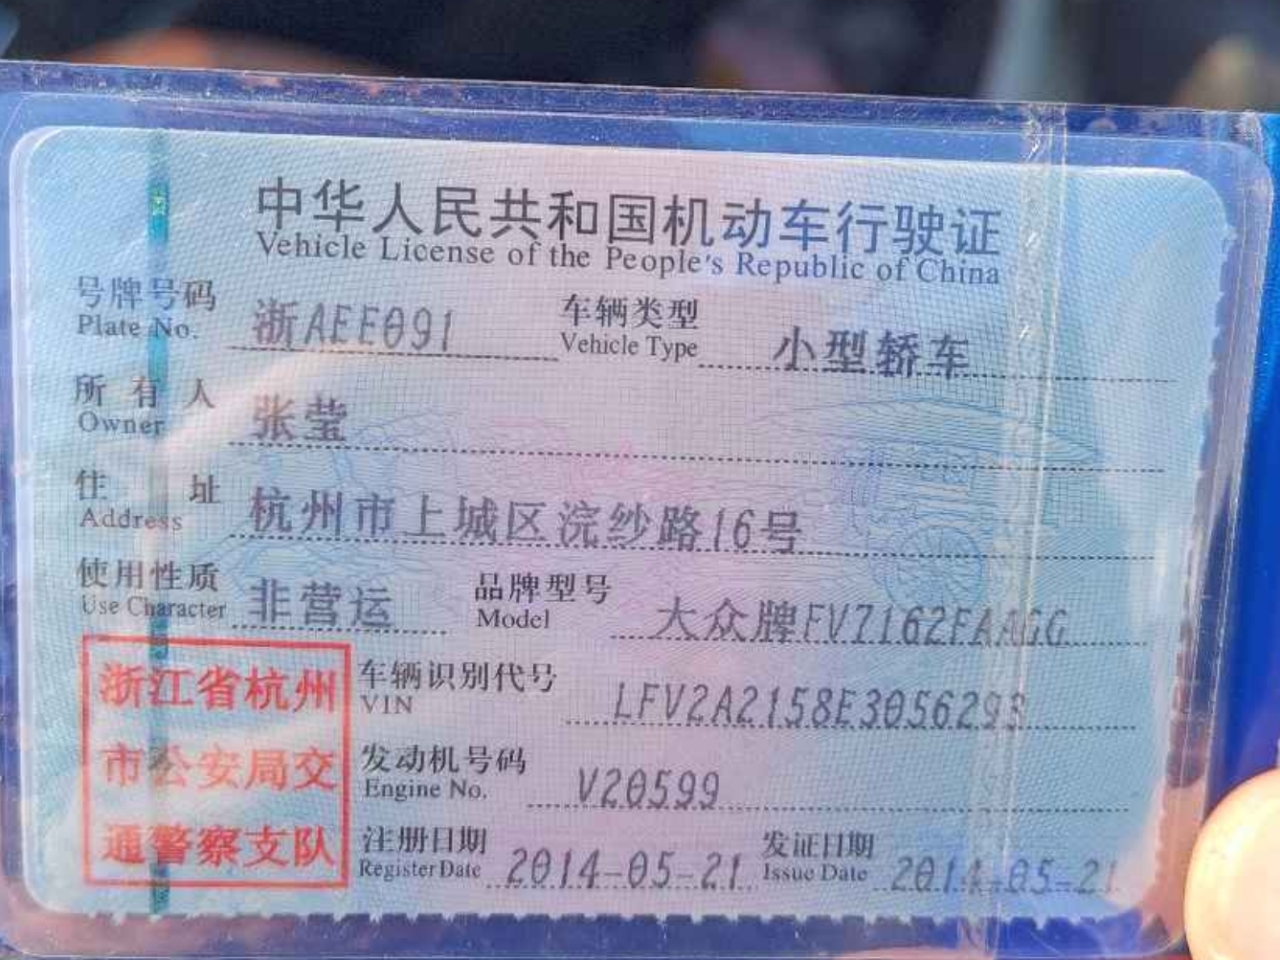 中华人民共和国机动车行驶证
Vehicle License of the People's Republic of China
号牌号码 浙AEE091 车辆类型 小型轿车
Plate No. Vehicle Type
所有人 张莹
Owner
住址 杭州市上城区浣纱路16号
Address
使用性质 非营运 品牌型号 大众牌FV7162FAAGG
Use Character Model
浙江省杭州
市公安局交
通警察支队
车辆识别代号 LFV2A2158E3056293
VIN
发动机号码 V20599
Engine No.
注册日期 2014-05-21 发证日期 2014-05-21
Register Date Issue Date